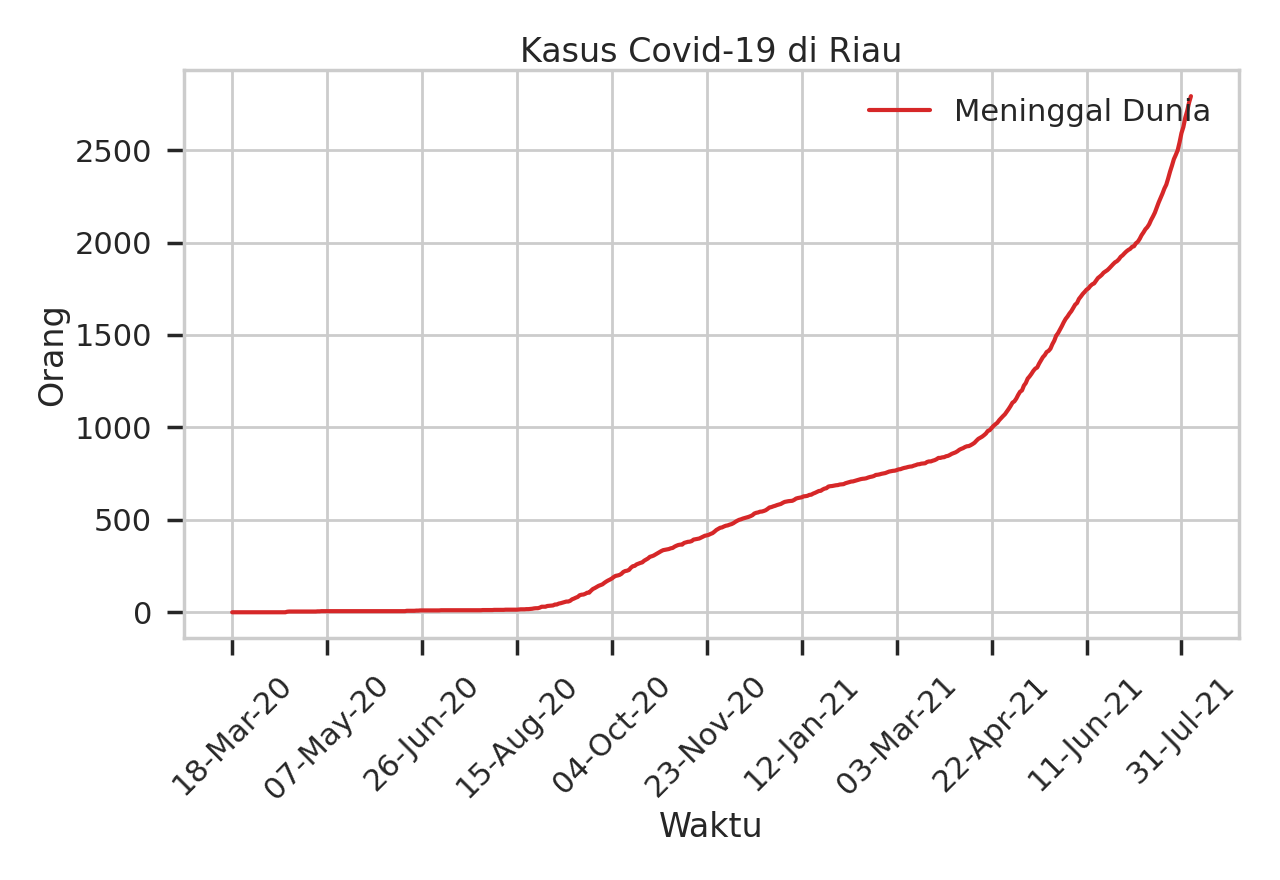 Kasus Covid-19 di Riau
Meninggal Dunia
Orang
2500
2000
1500
1000
500
0
18-Mar-20
07-May-20
26-Jun-20
15-Aug-20
04-Oct-20
23-Nov-20
12-Jan-21
03-Mar-21
22-Apr-21
11-Jun-21
31-Jul-21
Waktu